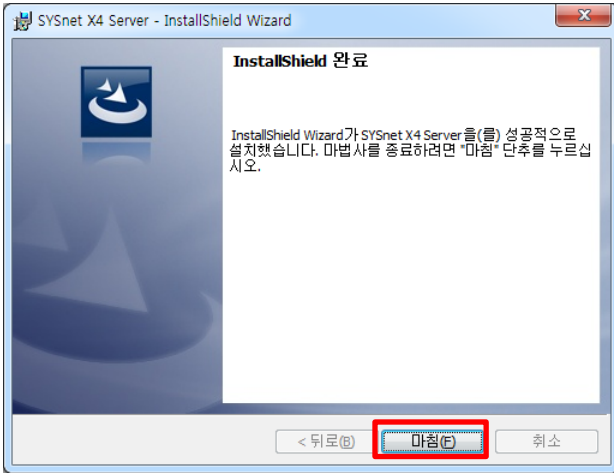 SYSnet X4 Server - InstallShield Wizard
InstallShield 완료
InstallShield Wizard가 SYSnet X4 Server을(를) 성공적으로
설치했습니다. 마법사를 종료하려면 "마침" 단추를 누르십
시오.
< 뒤로(B) 마침(F) 취소